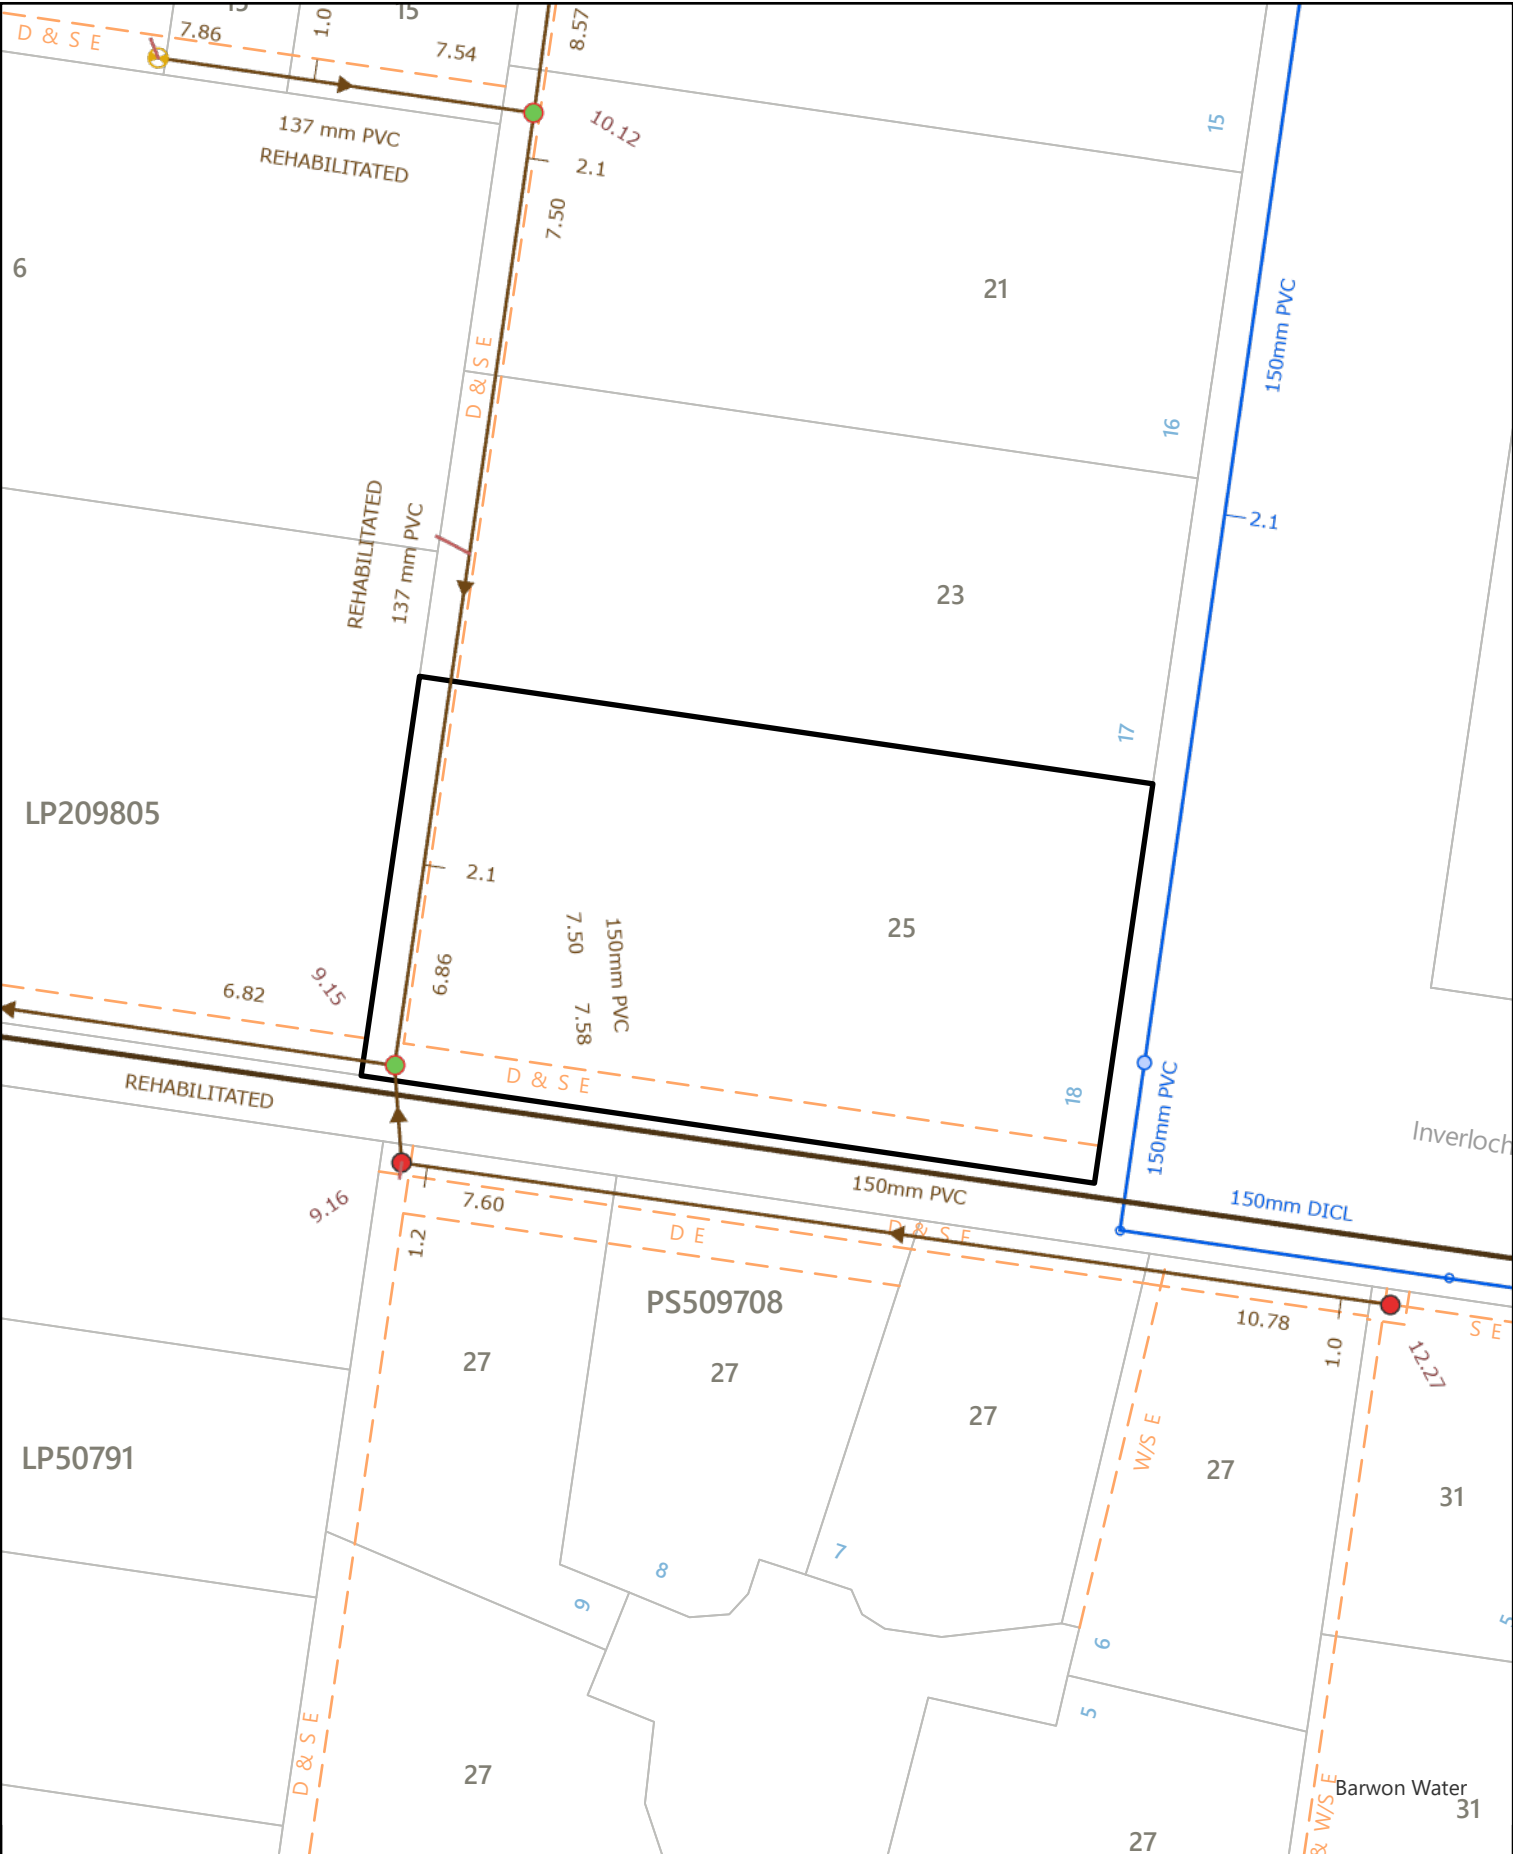 D & S E
7.86
1.0
15
7.54
8.57
137 mm PVC
REHABILITATED
10.12
2.1
7.50
15
6
21
150mm PVC
D & S E
16
REHABILITATED
137 mm PVC
2.1
23
17
LP209805
2.1
25
7.50
150mm PVC
7.58
6.86
6.82
9.15
REHABILITATED
D & S E
18
150mm PVC
Inverloch
9.16
7.60
1.2
150mm PVC
150mm DICL
D E
D & S E
PS509708
10.78
1.0
12.27
S E
27
27
27
27
W/S E
31
LP50791
7
8
9
6
5
5
D & S E
27
Barwon Water
31
& W/S E
27